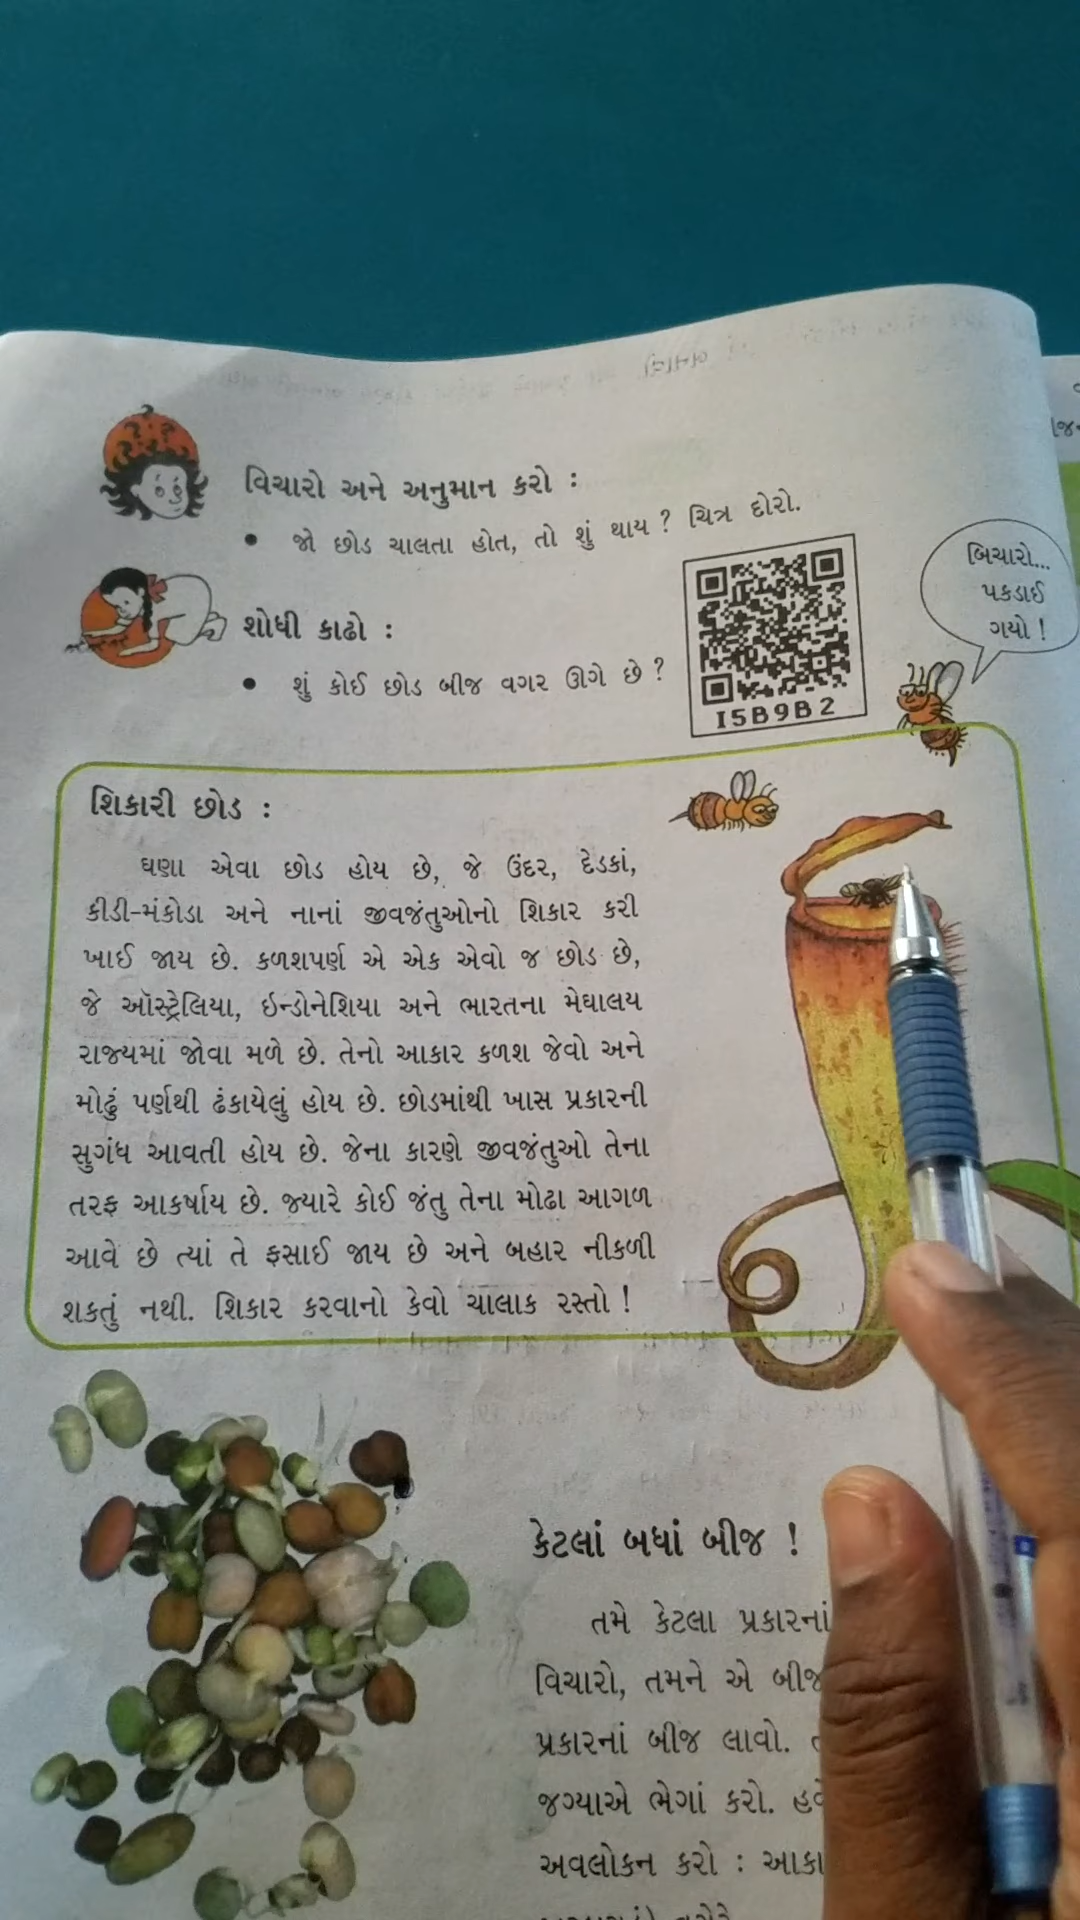 વિચારો અને અનુમાન કરો :
• જો છોડ ચાલતા હોત, તો શું થાય ? ચિત્ર દોરો.
શોધી કાઢો :
• શું કોઈ છોડ બીજ વગર ઊગે છે ?
I5B9B2
બિચારો...
પકડાઈ
ગયો !
શિકારી છોડ :
ઘણા એવા છોડ હોય છે, જે ઉંદર, દેડકાં,
કીડી-મંકોડા અને નાનાં જીવજંતુઓનો શિકાર કરી
ખાઈ જાય છે. કળશપર્ણ એ એક એવો જ છોડ છે,
જે ઑસ્ટ્રેલિયા, ઇન્ડોનેશિયા અને ભારતના મેઘાલય
રાજ્યમાં જોવા મળે છે. તેનો આકાર કળશ જેવો અને
મોઢું પર્ણથી ઢંકાયેલું હોય છે. છોડમાંથી ખાસ પ્રકારની
સુગંધ આવતી હોય છે. જેના કારણે જીવજંતુઓ તેના
તરફ આકર્ષાય છે. જ્યારે કોઈ જંતુ તેના મોઢા આગળ
આવે છે ત્યાં તે ફસાઈ જાય છે અને બહાર નીકળી
શકતું નથી. શિકાર કરવાનો કેવો ચાલાક રસ્તો !
કેટલાં બધાં બીજ !
તમે કેટલા પ્રકારનાં
વિચારો, તમને એ બીજ
પ્રકારનાં બીજ લાવો.
જગ્યાએ ભેગાં કરો. હવે
અવલોકન કરો : આકા